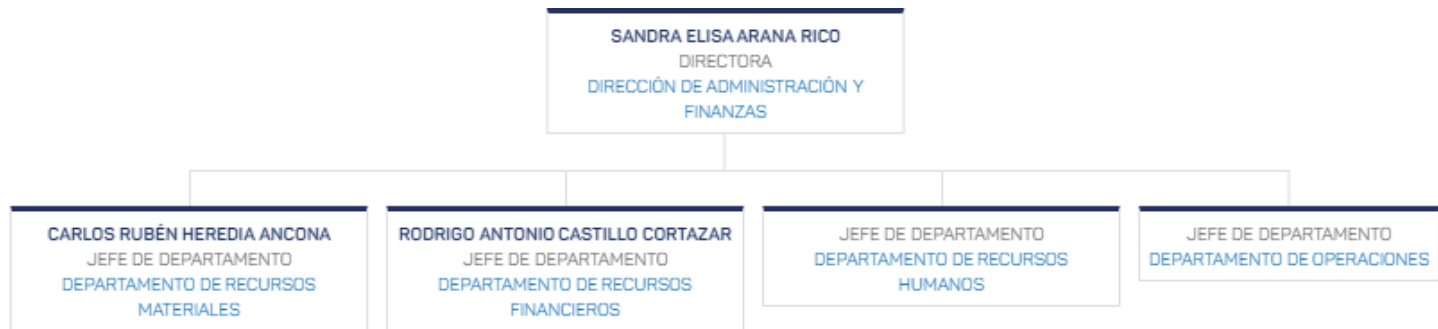 SANDRA ELISA ARANA RICO
DIRECTORA
DIRECCIÓN DE ADMINISTRACIÓN Y
FINANZAS
CARLOS RUBÉN HEREDIA ANCONA
JEFE DE DEPARTAMENTO
DEPARTAMENTO DE RECURSOS
MATERIALES
RODRIGO ANTONIO CASTILLO CORTAZAR
JEFE DE DEPARTAMENTO
DEPARTAMENTO DE RECURSOS
FINANCIEROS
JEFE DE DEPARTAMENTO
DEPARTAMENTO DE RECURSOS
HUMANOS
JEFE DE DEPARTAMENTO
DEPARTAMENTO DE OPERACIONES